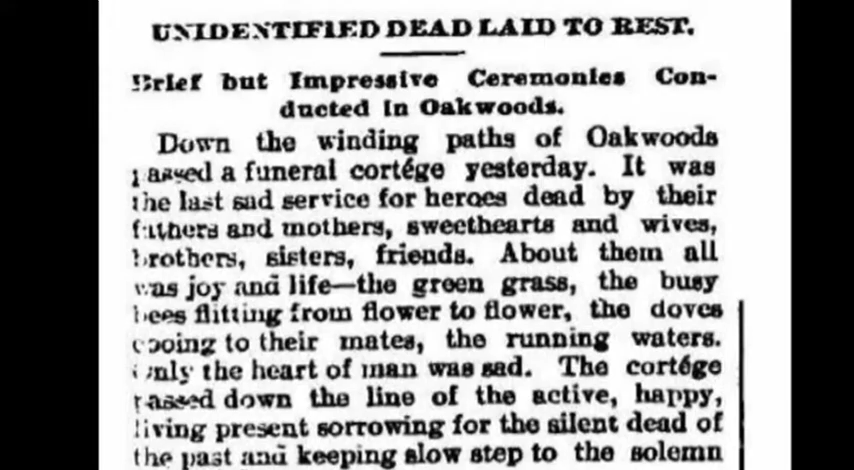 UNIDENTIFIED DEAD LAID TO REST.
Brief but Impressive Ceremonies Con-
ducted in Oakwoods.
Down the winding paths of Oakwoods
passed a funeral cortége yesterday. It was
the last sad service for heroes dead by their
fathers and mothers, sweethearts and wives,
brothers, sisters, friends. About them all
was joy and life—the green grass, the busy
bees flitting from flower to flower, the doves
cooing to their mates, the running waters.
only the heart of man was sad. The cortége
passed down the line of the active, happy,
living present sorrowing for the silent dead of
the past and keeping slow step to the solemn